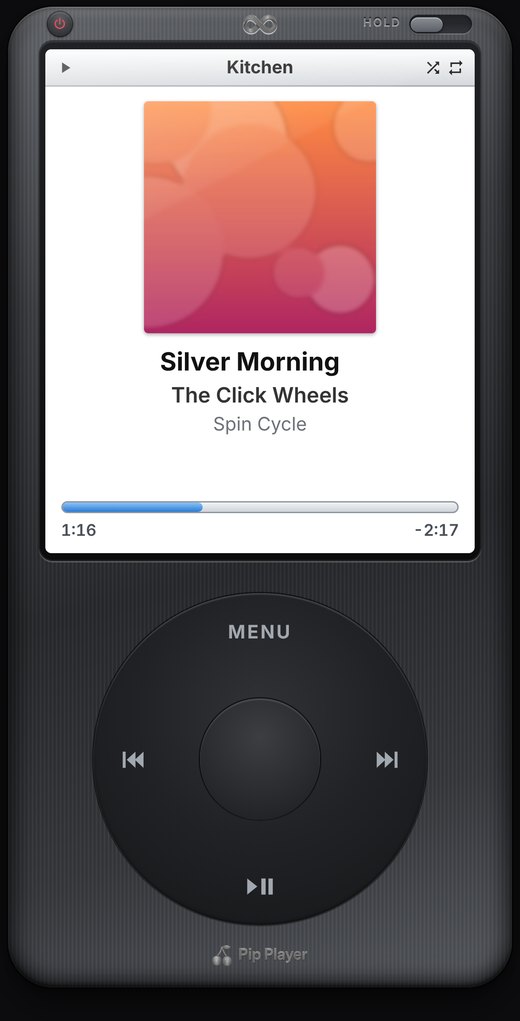 HOLD
Kitchen
Silver Morning
The Click Wheels
Spin Cycle
1:16 -2:17
MENU
Pip Player